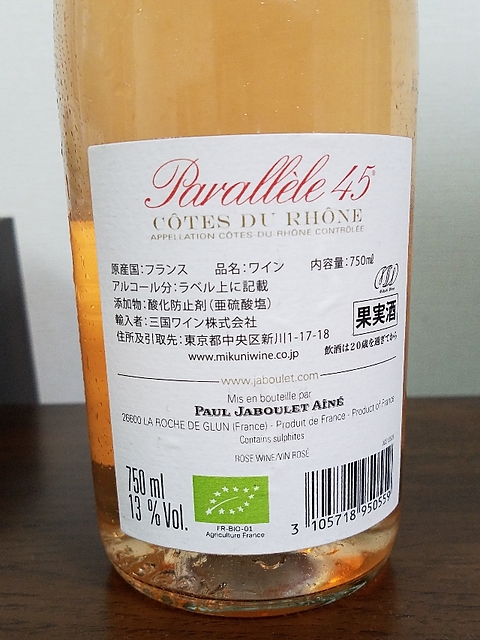 Parallèle 45®
CÔTES DU RHÔNE
APPELLATION CÔTES-DU-RHÔNE CONTRÔLÉE
原産国:フランス 品名:ワイン 内容量:750㎖
アルコール分:ラベル上に記載
添加物:酸化防止剤(亜硫酸塩)
輸入者:三国ワイン株式会社
住所及引取先:東京都中央区新川1-17-18
www.mikuniwine.co.jp
Mikuni Wine
果実酒
飲酒は20歳を過ぎてから
www.jaboulet.com
Mis en bouteille par
PAUL JABOULET AÎNÉ
26600 LA ROCHE DE GLUN (France) - Produit de France - Product of France
Contains sulphites
ROSÉ WINE/VIN ROSÉ
750 ml
13 % Vol.
FR-BIO-01
Agriculture France
3 105718 950559